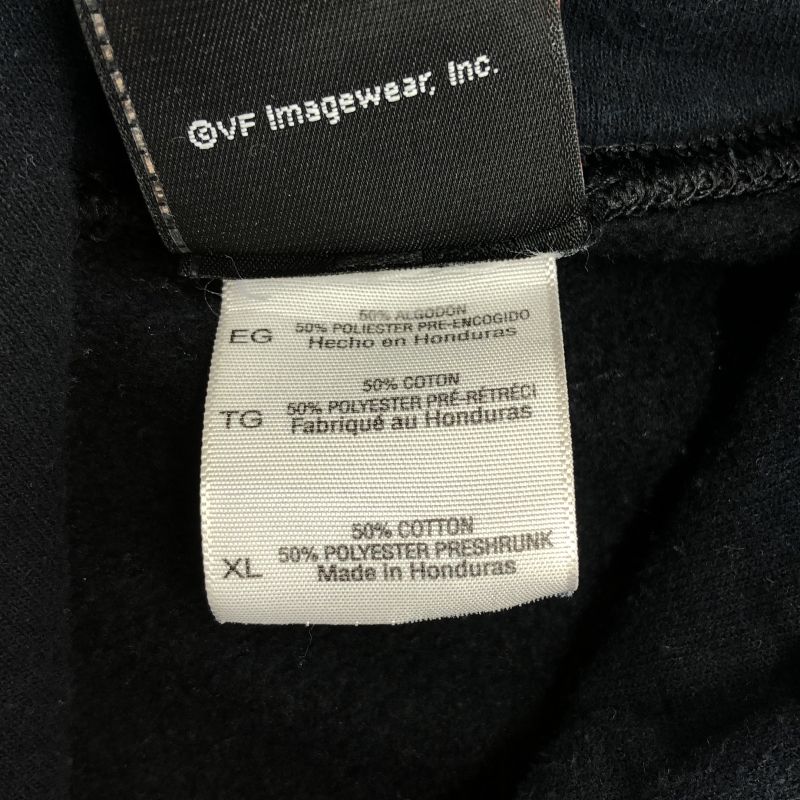 ©VF Imagewear, Inc.
50% ALGODON
EG 50% POLIESTER PRE-ENCOGIDO
Hecho en Honduras
50% COTON
TG 50% POLYESTER PRÉ-RÉTRÉCI
Fabriqué au Honduras
50% COTTON
XL 50% POLYESTER PRESHRUNK
Made in Honduras